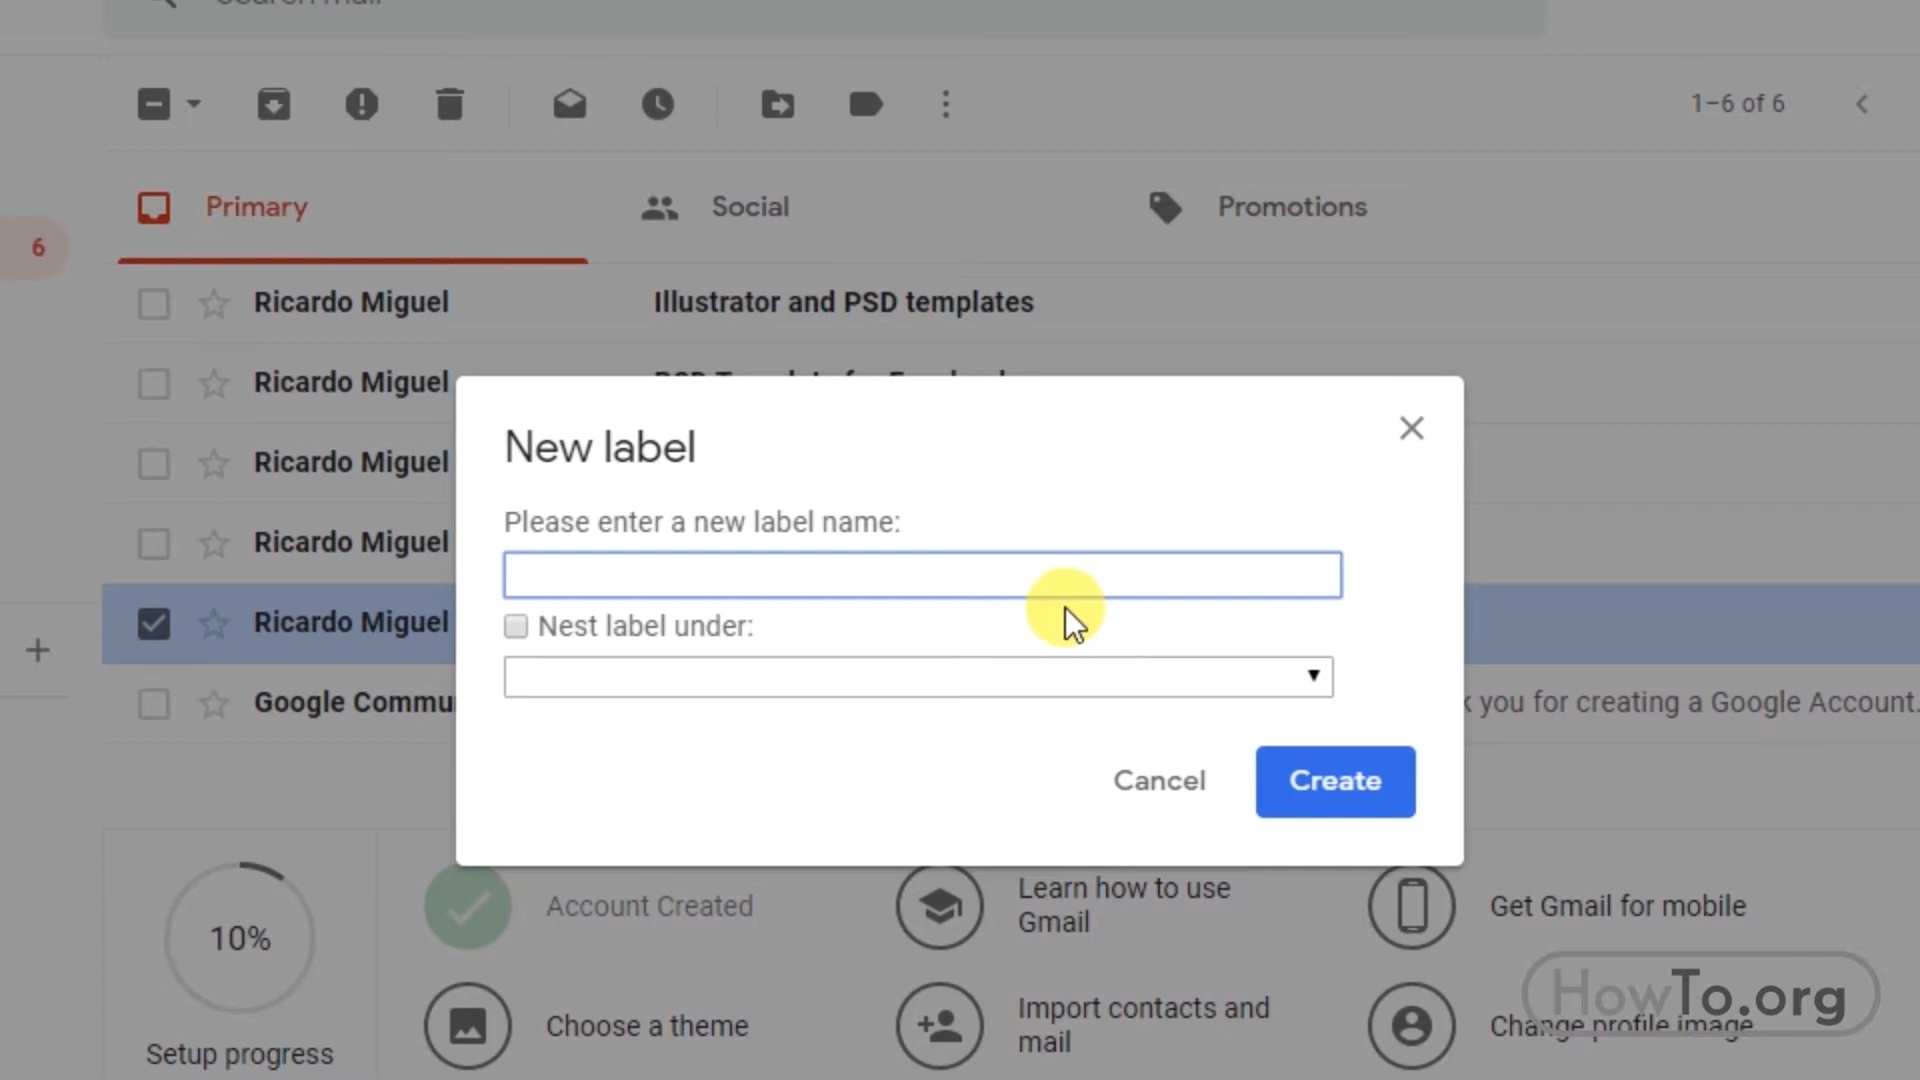 Search mail
1–6 of 6
Primary
Social
Promotions
6
Ricardo Miguel
Illustrator and PSD templates
Ricardo Miguel
Ricardo Miguel
Ricardo Miguel
Ricardo Miguel
Google Commu
you for creating a Google Account.
New label
Please enter a new label name:
Nest label under:
Cancel
Create
10%
Setup progress
Account Created
Learn how to use
Gmail
Get Gmail for mobile
Choose a theme
Import contacts and
mail
Change profile image
HowTo.org